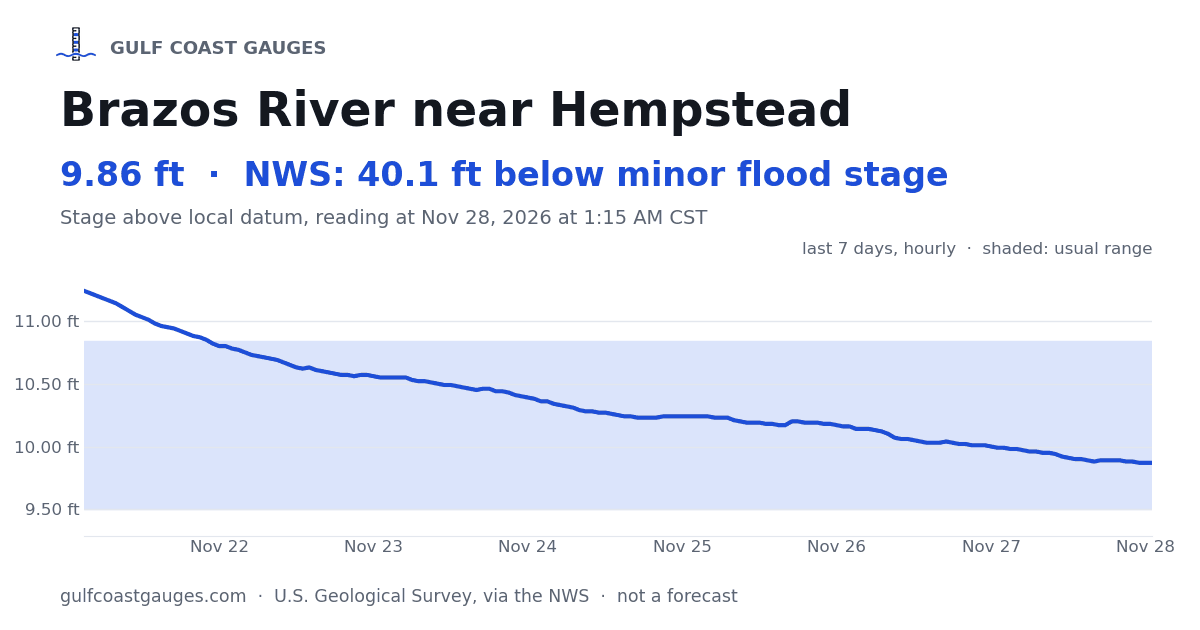 GULF COAST GAUGES
Brazos River near Hempstead
9.86 ft · NWS: 40.1 ft below minor flood stage
Stage above local datum, reading at Nov 28, 2026 at 1:15 AM CST
last 7 days, hourly · shaded: usual range
11.00 ft
10.50 ft
10.00 ft
9.50 ft
Nov 22 Nov 23 Nov 24 Nov 25 Nov 26 Nov 27 Nov 28
gulfcoastgauges.com · U.S. Geological Survey, via the NWS · not a forecast